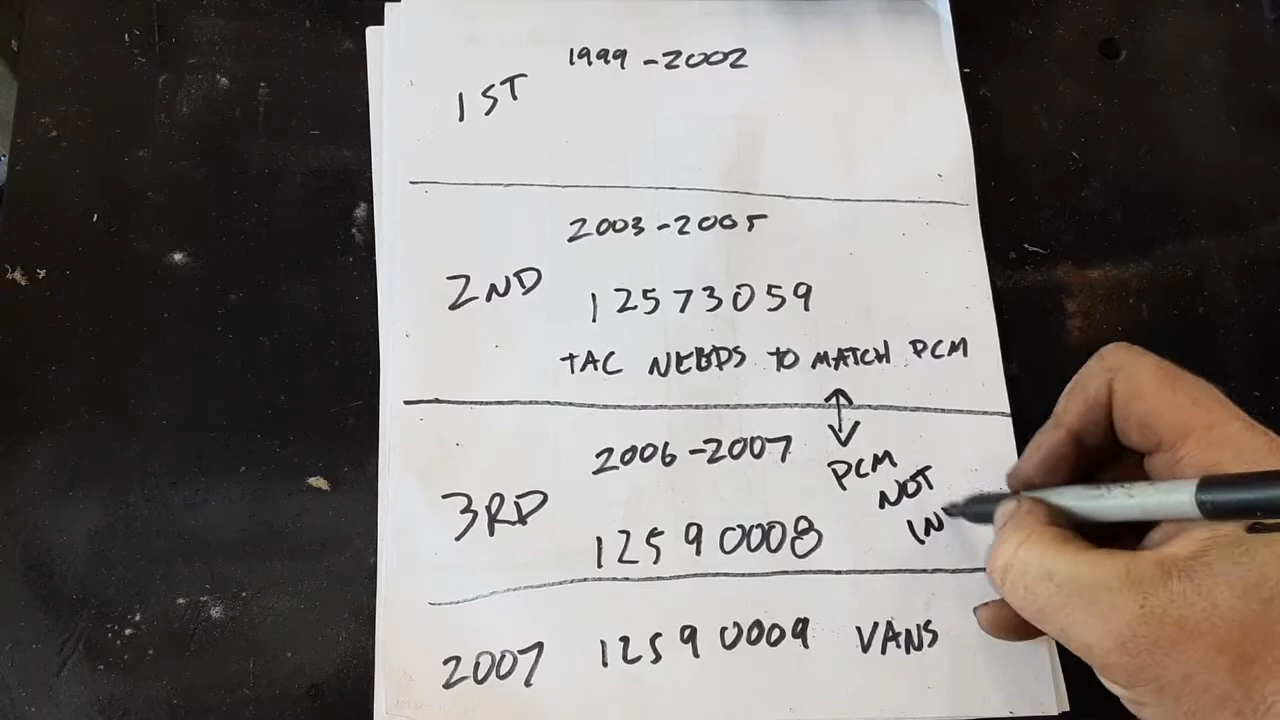 1999-2002
1ST
2003-2005
2ND
12573059
TAC NEEDS TO MATCH PCM
2006-2007
PCM
NOT
IN
3RD
12590008
2007 12590009 VANS